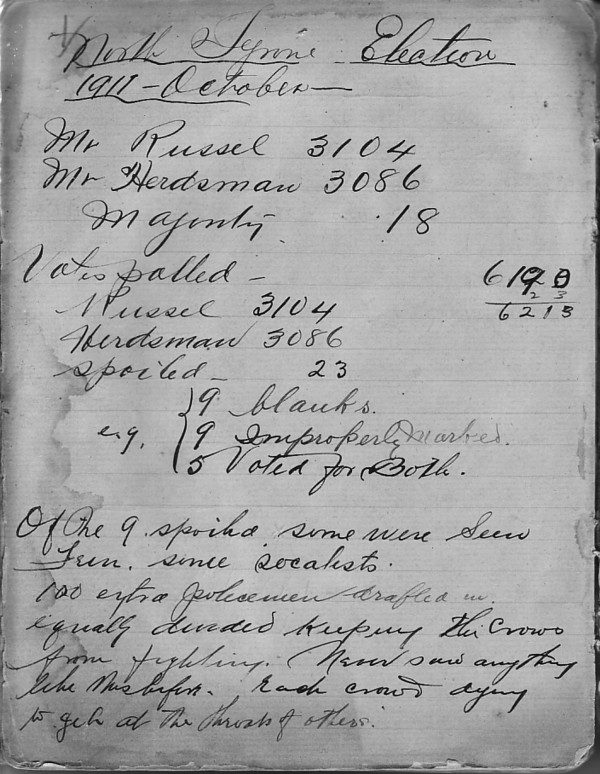 North Tyrone Election
1911 - October
Mr Russel 3104
Mr Herdsman 3086
Majority 18
Votes polled - 6190
23
6213
Russel 3104
Herdsman 3086
spoiled - 23
9 blanks.
e.g. 9 Improperly Marked.
5 Voted for Both.
Of the 9 spoiled some were Seen
Fein. some socalists.
100 extra policemen drafted in.
equally divided keeping the crows
from fighting. Never saw anything
like this before. Each crowd dying
to get at the throats of others.